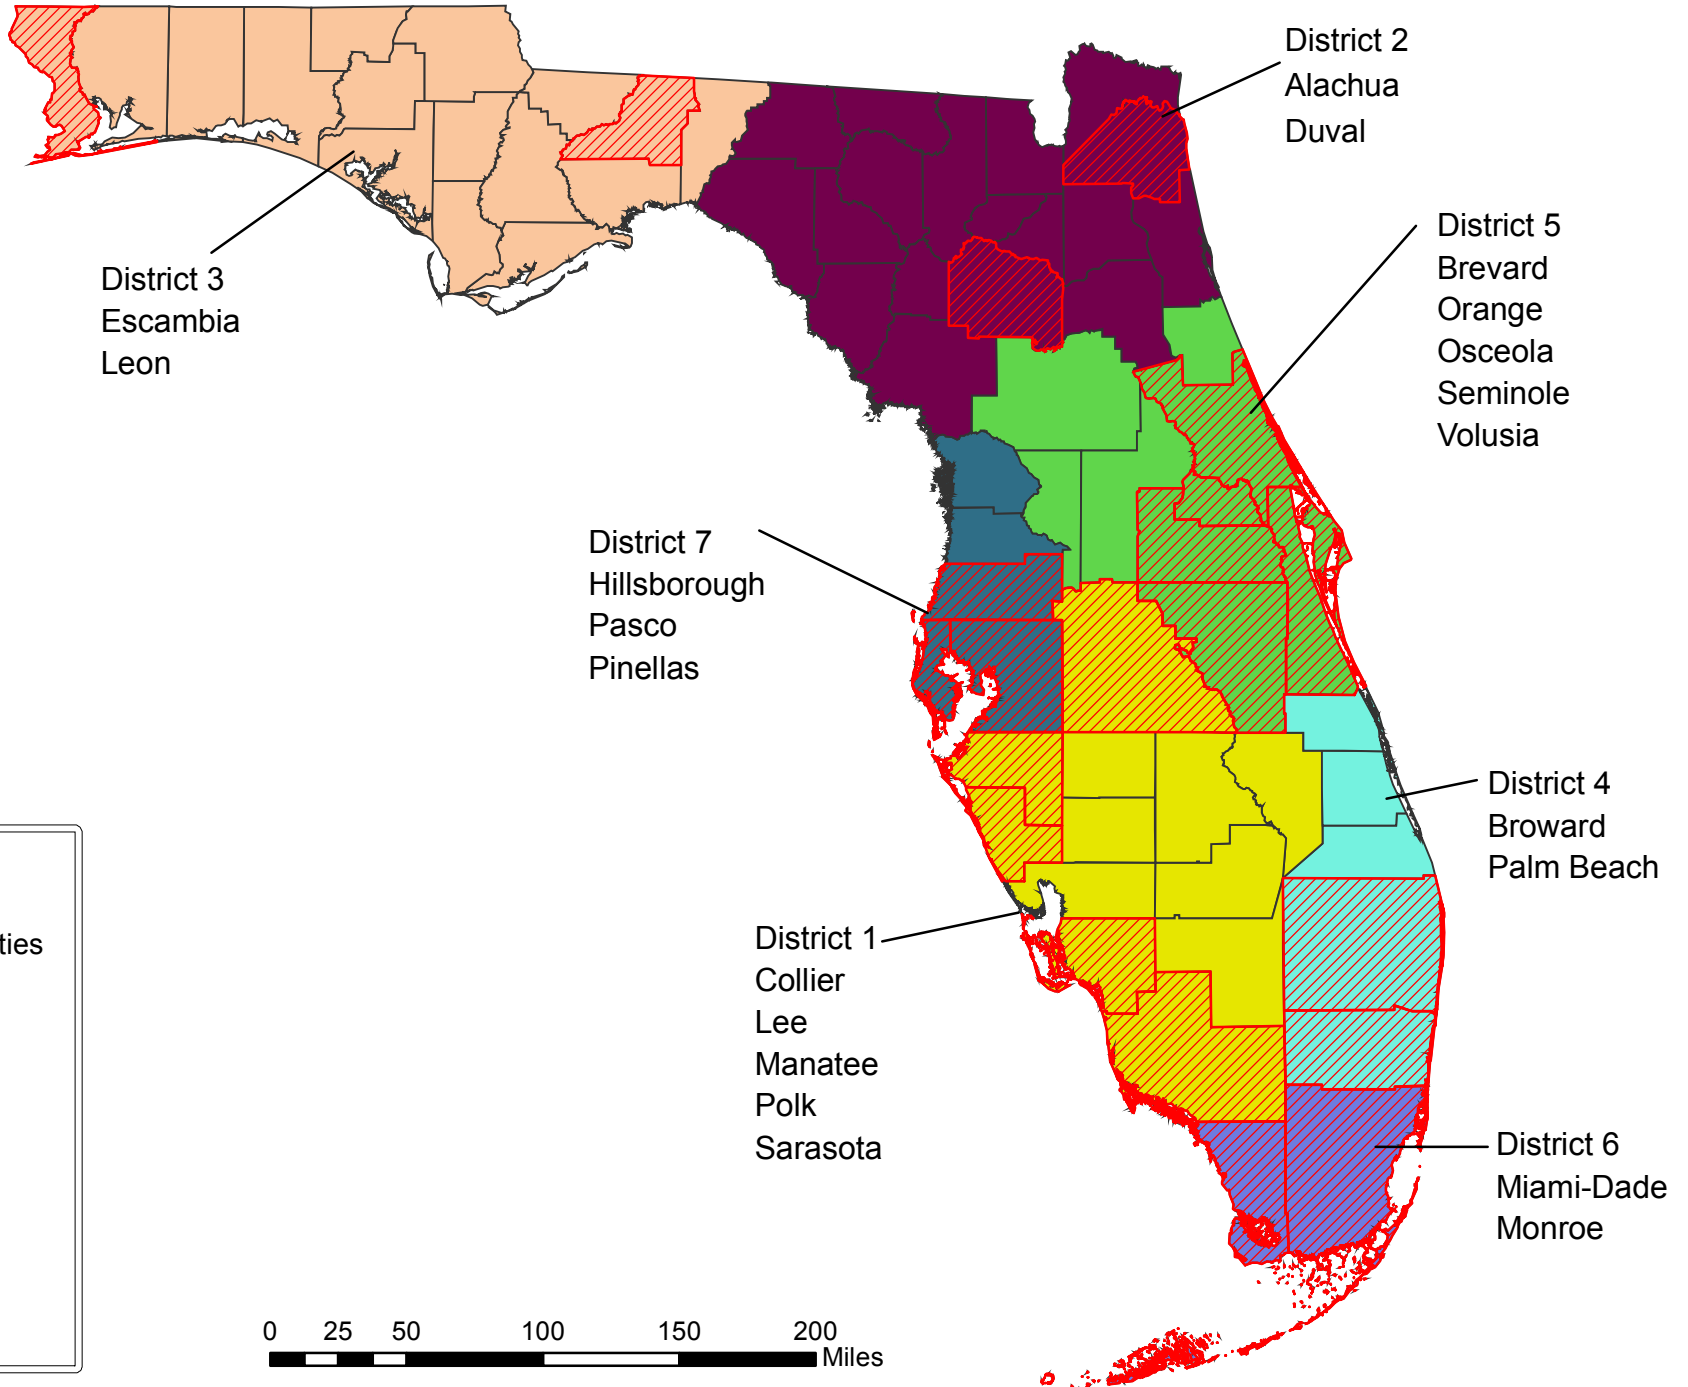 District 2
Alachua
Duval
District 5
Brevard
Orange
Osceola
Seminole
Volusia
District 3
Escambia
Leon
District 7
Hillsborough
Pasco
Pinellas
District 4
Broward
Palm Beach
District 1
Collier
Lee
Manatee
Polk
Sarasota
District 6
Miami-Dade
Monroe
ties
0 25 50 100 150 200
Miles